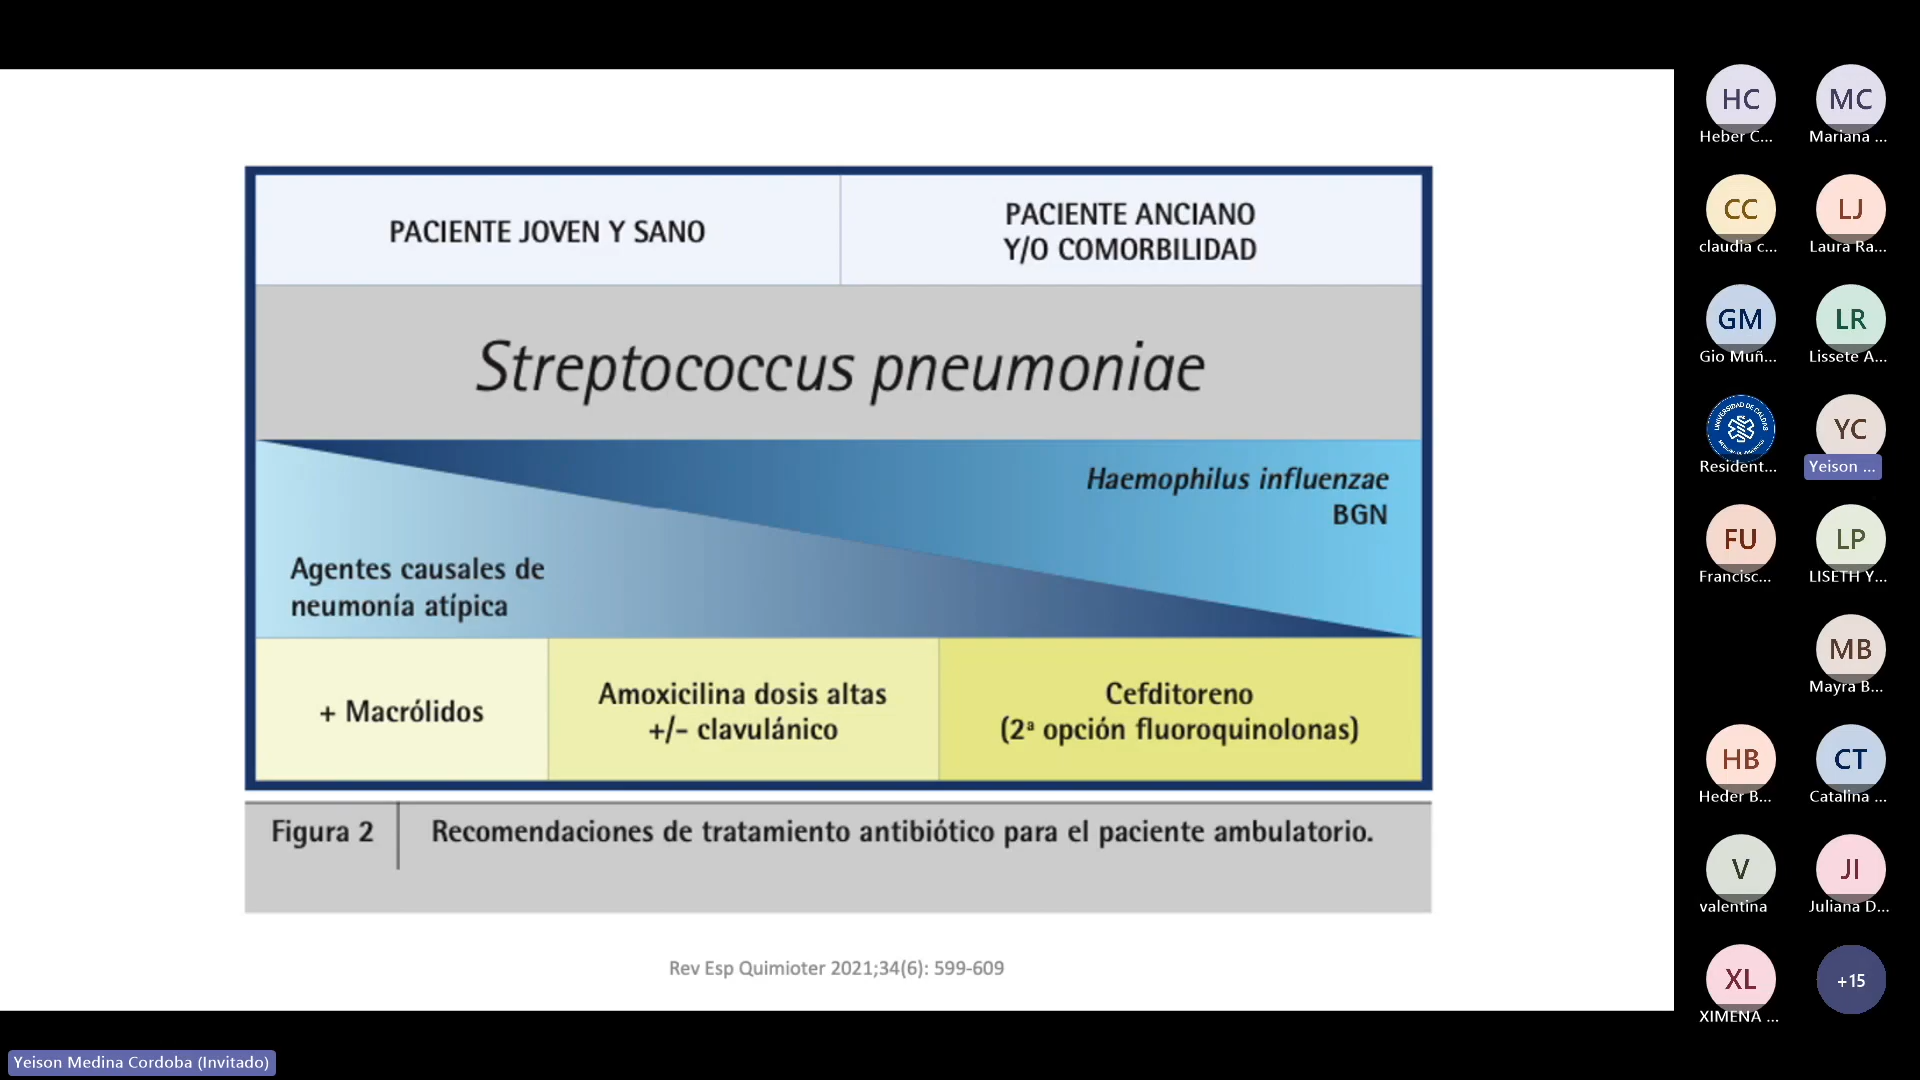 PACIENTE JOVEN Y SANO
PACIENTE ANCIANO
Y/O COMORBILIDAD
Streptococcus pneumoniae
Haemophilus influenzae
BGN
Agentes causales de
neumonía atípica
+ Macrólidos
Amoxicilina dosis altas
+/- clavulánico
Cefditoreno
(2ª opción fluoroquinolonas)
Figura 2
Recomendaciones de tratamiento antibiótico para el paciente ambulatorio.
Rev Esp Quimioter 2021;34(6): 599-609
HC
Heber C...
MC
Mariana ...
CC
claudia c...
LJ
Laura Ra...
GM
Gio Muñ...
LR
Lissete A...
UNIVERSIDAD DE CALDAS
Resident...
YC
Yeison ...
FU
Francisc...
LP
LISETH Y...
MB
Mayra B...
HB
Heder B...
CT
Catalina ...
V
valentina
JI
Juliana D...
XL
XIMENA ...
+15
Yeison Medina Cordoba (Invitado)